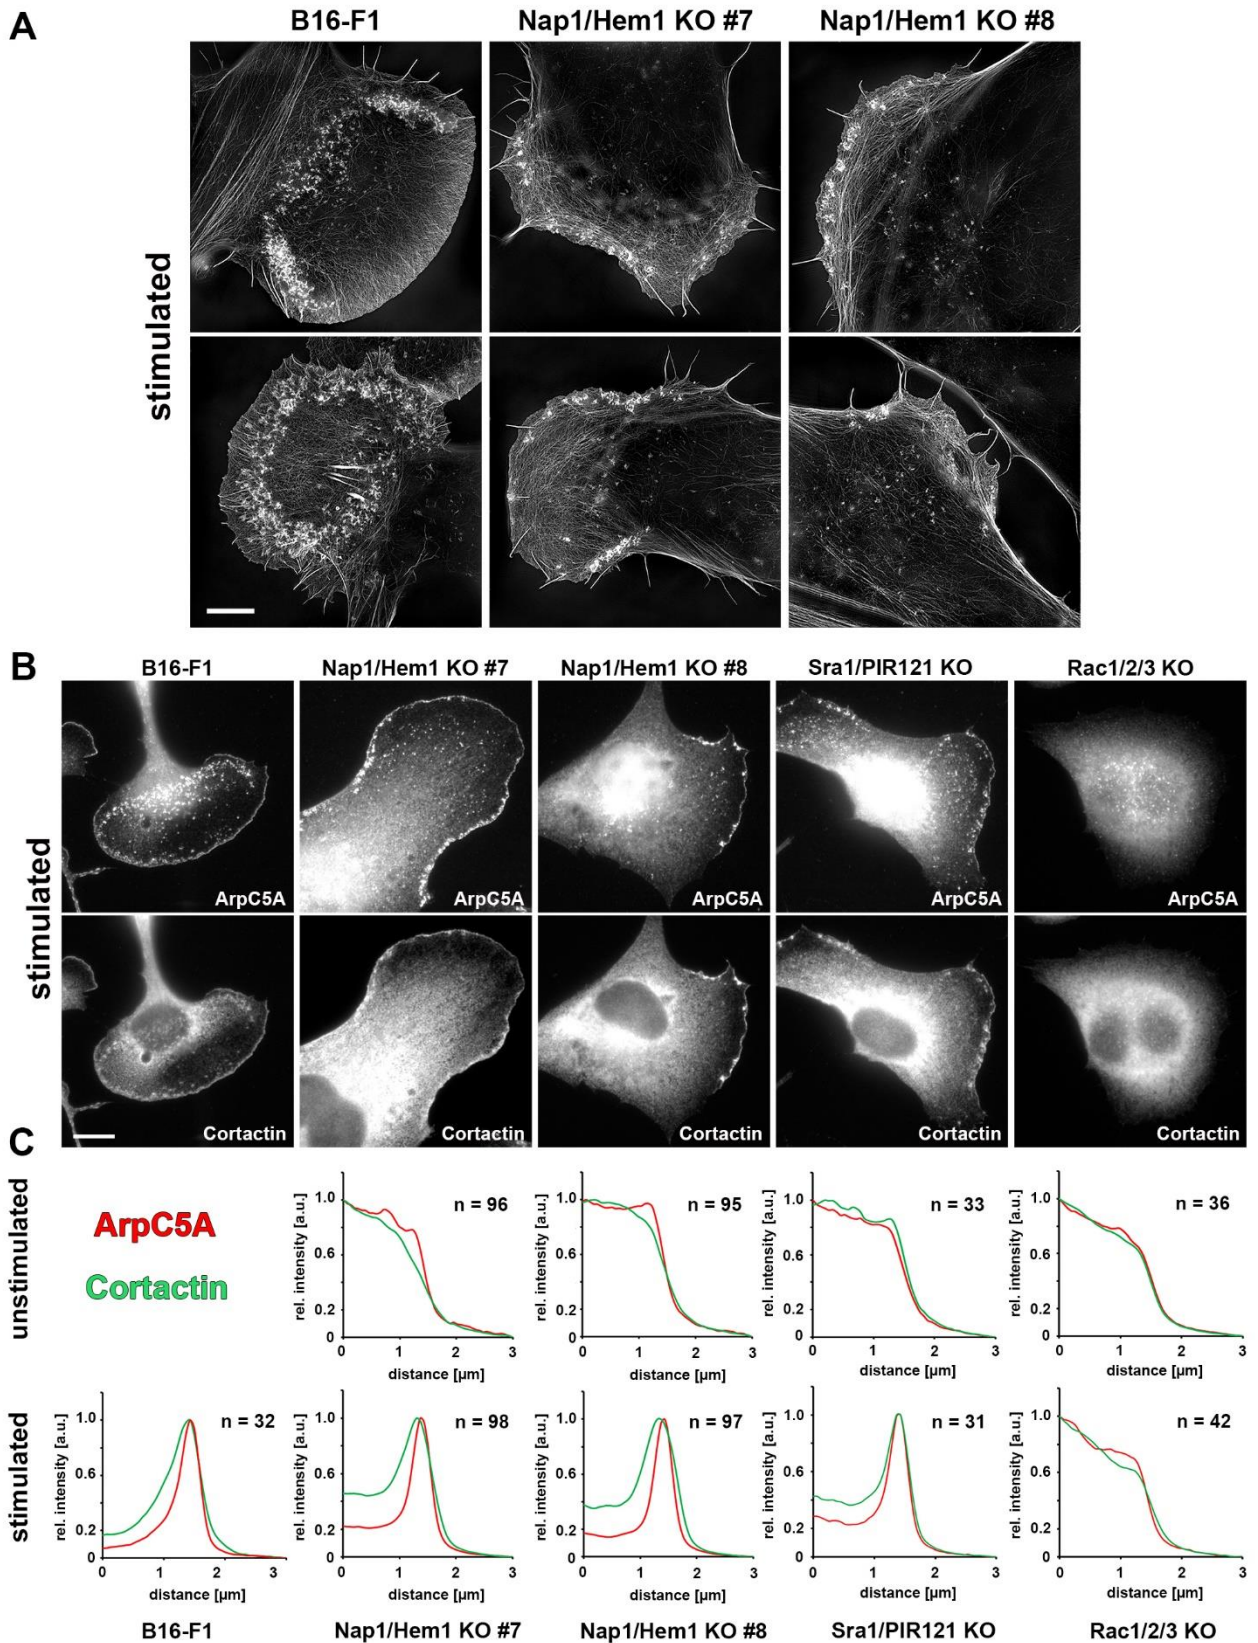 A
B16-F1
Nap1/Hem1 KO #7
Nap1/Hem1 KO #8
stimulated
B
B16-F1
Nap1/Hem1 KO #7
Nap1/Hem1 KO #8
Sra1/PIR121 KO
Rac1/2/3 KO
stimulated
ArpC5A
ArpC5A
ArpC5A
ArpC5A
ArpC5A
Cortactin
Cortactin
Cortactin
Cortactin
Cortactin
C
unstimulated
ArpC5A
Cortactin
rel. intensity [a.u.]
1.0
0.6
0.2
0
n = 96
0 1 2 3
distance [µm]
rel. intensity [a.u.]
1.0
0.6
0.2
0
n = 95
0 1 2 3
distance [µm]
rel. intensity [a.u.]
1.0
0.6
0.2
0
n = 33
0 1 2 3
distance [µm]
rel. intensity [a.u.]
1.0
0.6
0.2
0
n = 36
0 1 2 3
distance [µm]
stimulated
rel. intensity [a.u.]
1.0
0.6
0.2
0
n = 32
0 1 2 3
distance [µm]
rel. intensity [a.u.]
1.0
0.6
0.2
0
n = 98
0 1 2 3
distance [µm]
rel. intensity [a.u.]
1.0
0.6
0.2
0
n = 97
0 1 2 3
distance [µm]
rel. intensity [a.u.]
1.0
0.6
0.2
0
n = 31
0 1 2 3
distance [µm]
rel. intensity [a.u.]
1.0
0.6
0.2
0
n = 42
0 1 2 3
distance [µm]
B16-F1
Nap1/Hem1 KO #7
Nap1/Hem1 KO #8
Sra1/PIR121 KO
Rac1/2/3 KO